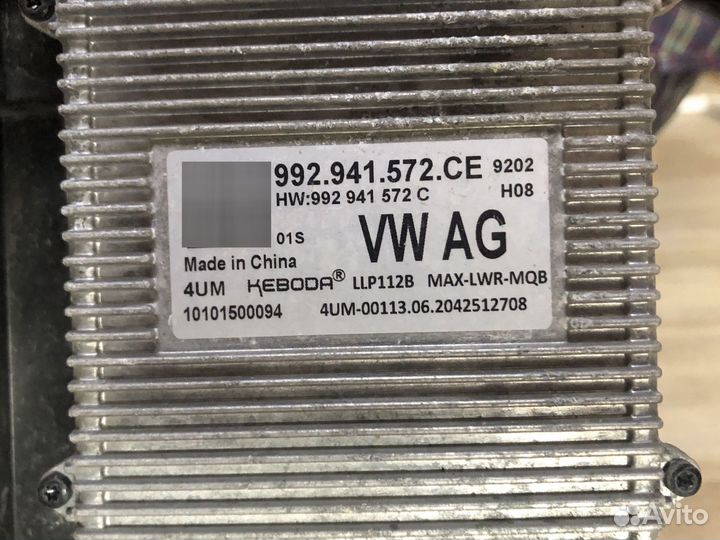 992.941.572.CE 9202
HW:992 941 572 C H08
01S VW AG
Made in China
4UM KEBODA® LLP112B MAX-LWR-MQB
10101500094 4UM-00113.06.2042512708
Avito